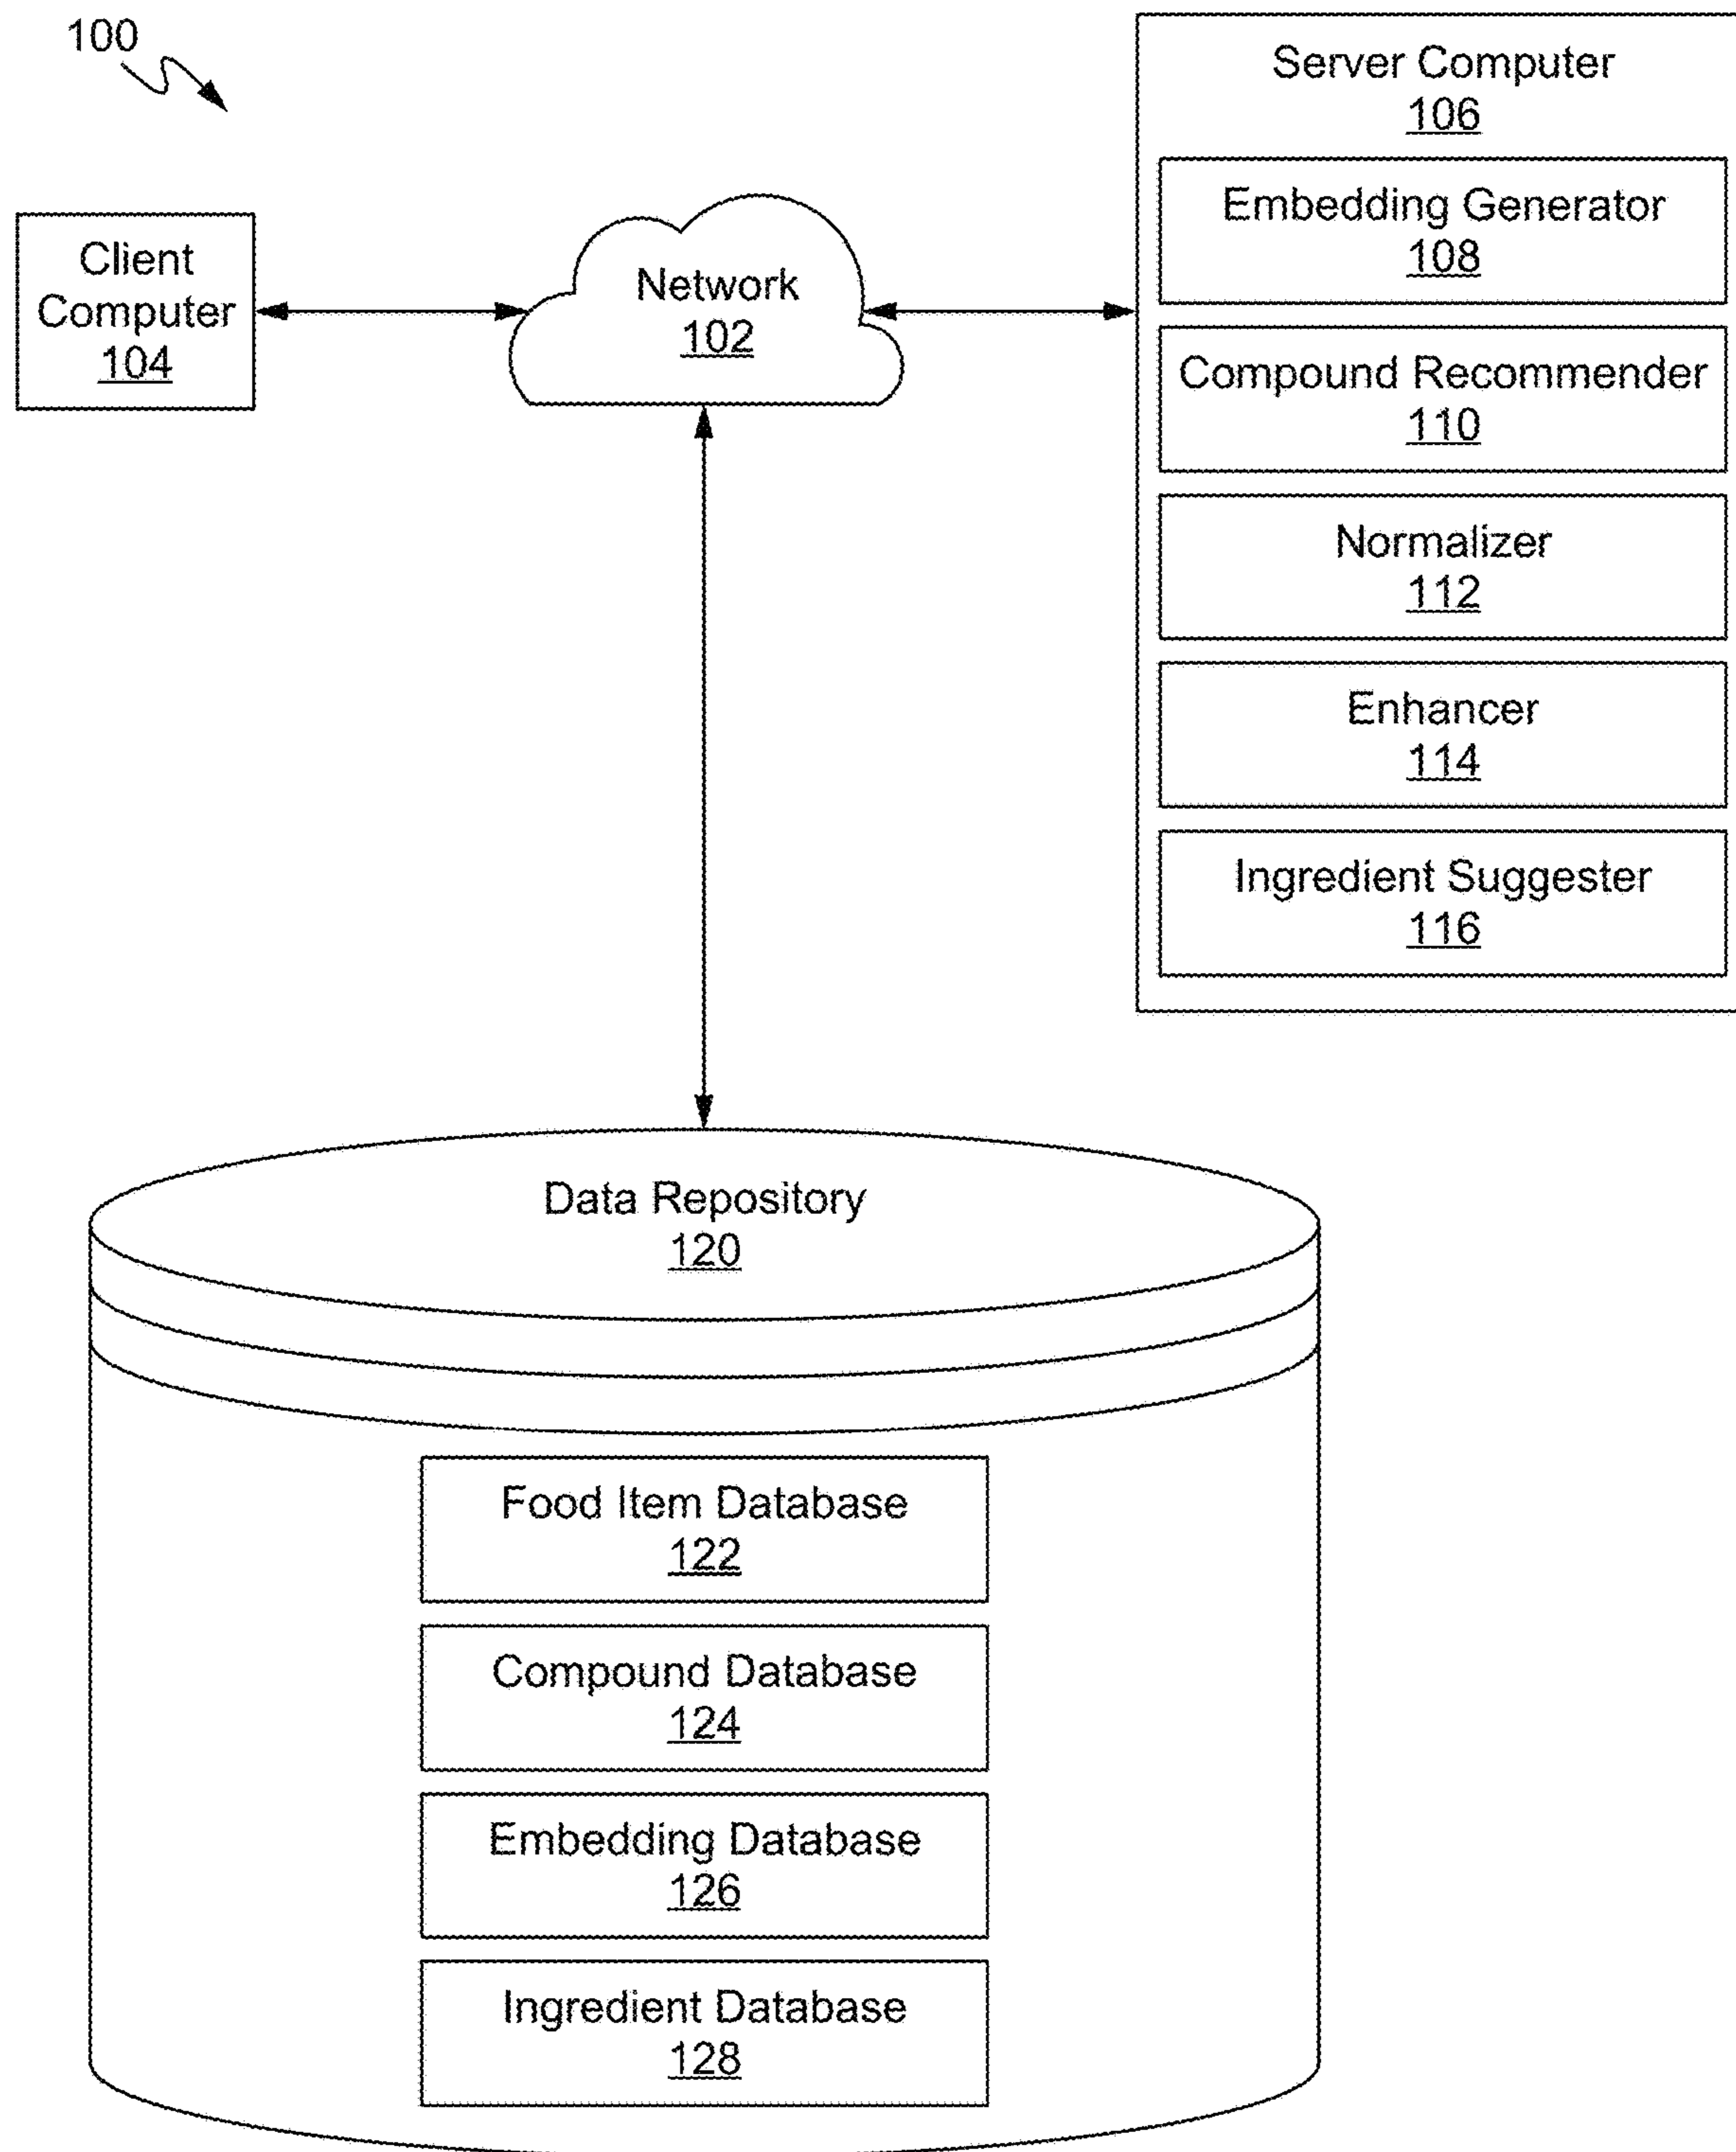 100
Server Computer
106
Embedding Generator
108
Client
Computer
104
Network
102
Compound Recommender
110
Normalizer
112
Enhancer
114
Ingredient Suggester
116
Data Repository
120
Food Item Database
122
Compound Database
124
Embedding Database
126
Ingredient Database
128